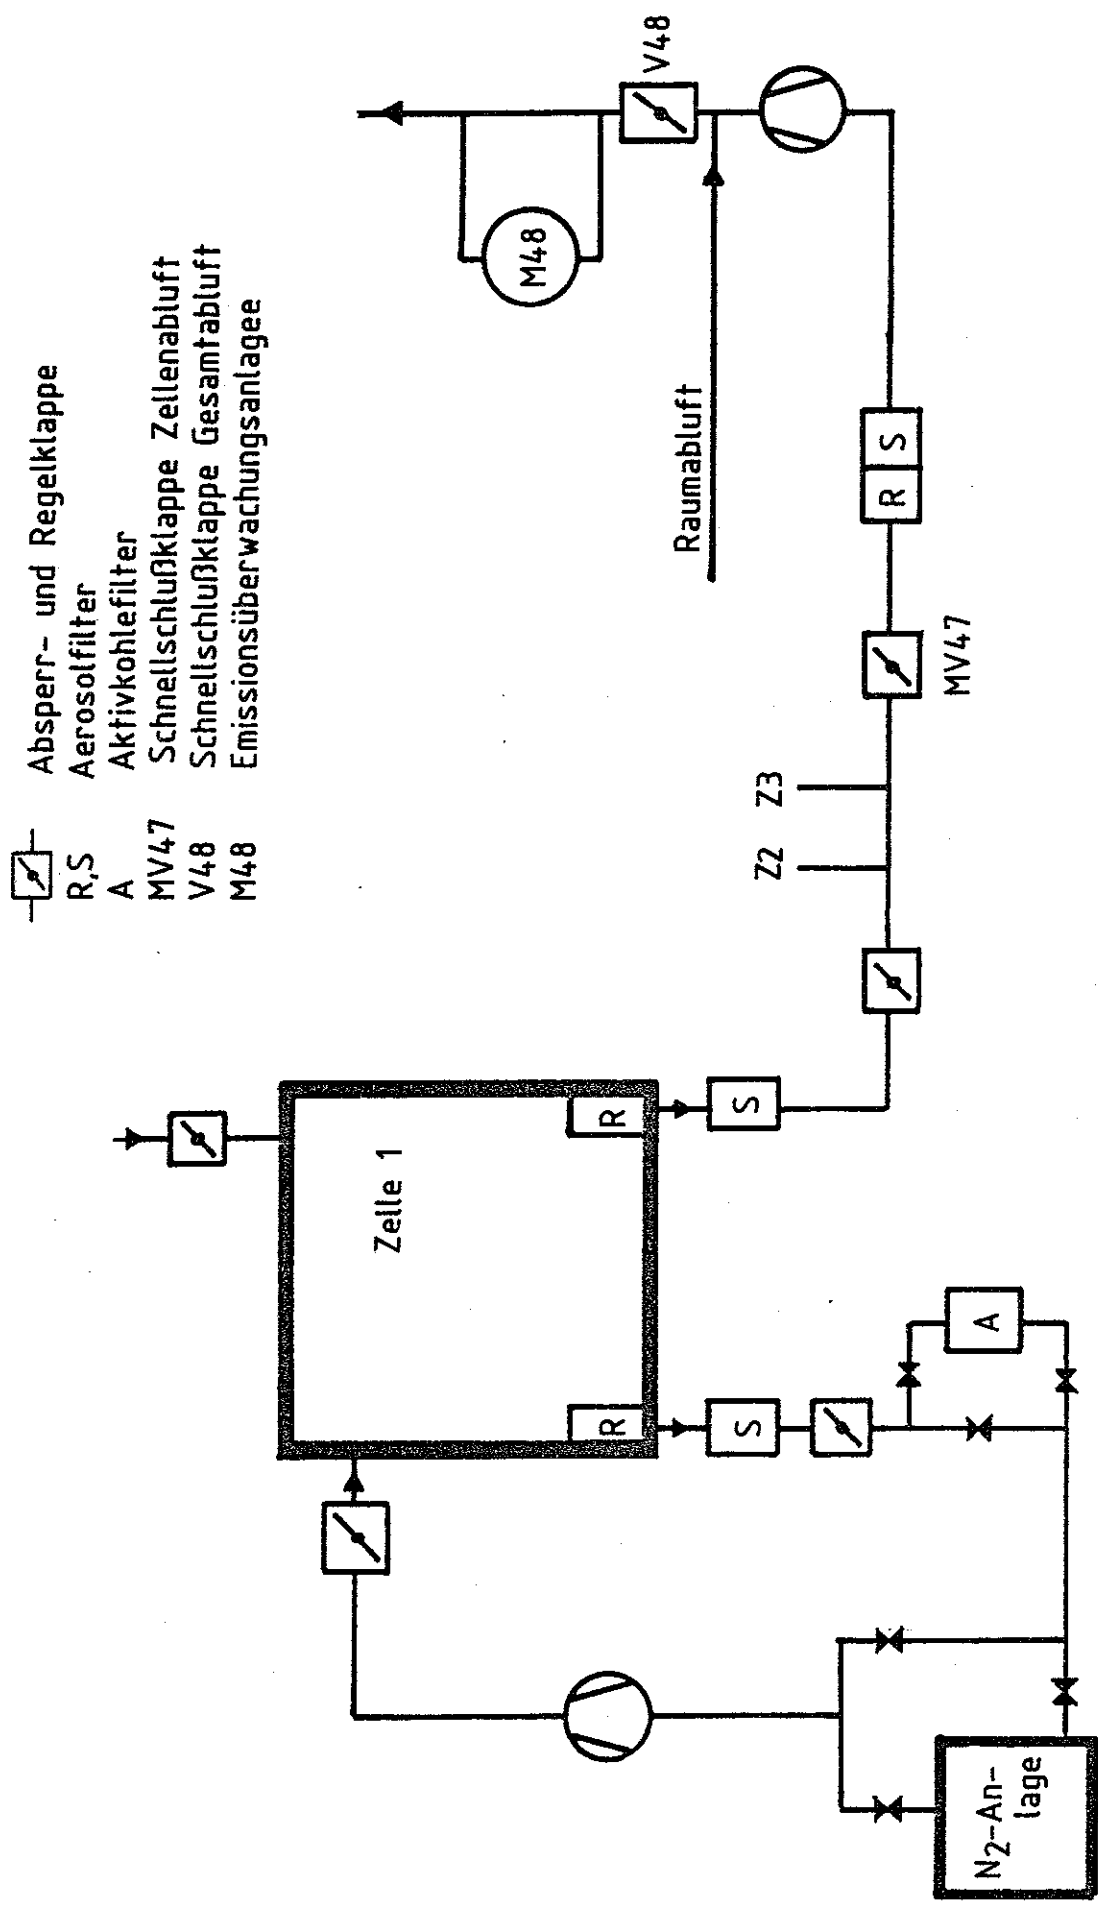 Absperr- und Regelklappe
R,S Aerosolfilter
A Aktivkohlefilter
MV47 Schnellschlußklappe Zellenabluft
V48 Schnellschlußklappe Gesamtabluft
M48 Emissionsüberwachungsanlagee
V48
M48
Raumabluft
Zelle 1
R
R
S
S
A
Z2
Z3
MV47
R S
N2-An-
lage